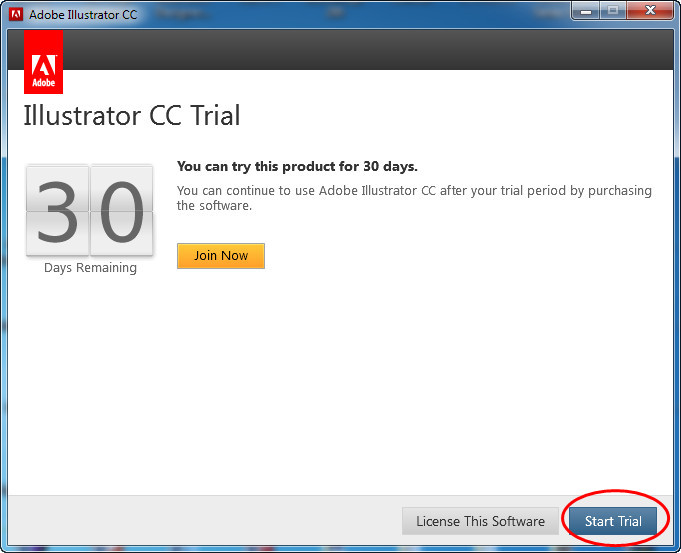 Adobe Illustrator CC
Adobe
Illustrator CC Trial
You can try this product for 30 days.
You can continue to use Adobe Illustrator CC after your trial period by purchasing
the software.
30
Days Remaining
Join Now
License This Software
Start Trial